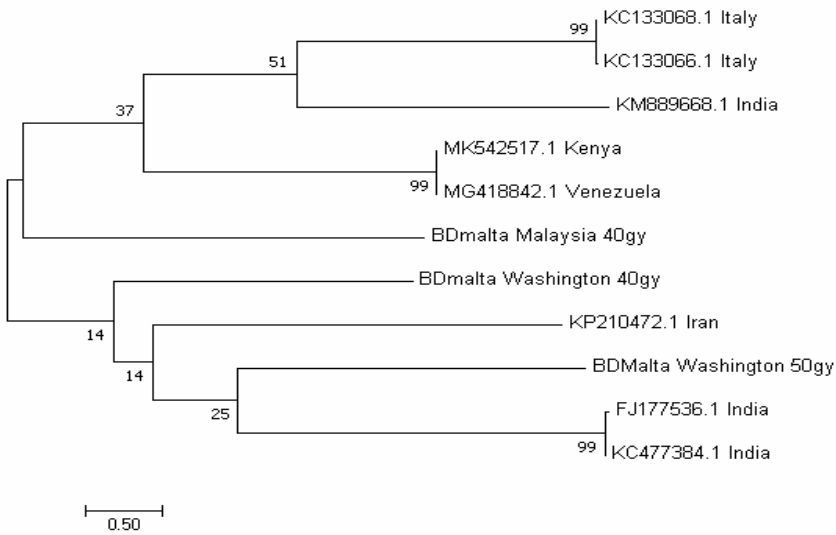 KC133068.1 Italy
99
KC133066.1 Italy
51
KM889668.1 India
37
MK542517.1 Kenya
99
MG418842.1 Venezuela
BDmalta Malaysia 40gy
BDmalta Washington 40gy
14
KP210472.1 Iran
14
BDMalta Washington 50gy
25
FJ177536.1 India
99
KC477384.1 India
0.50